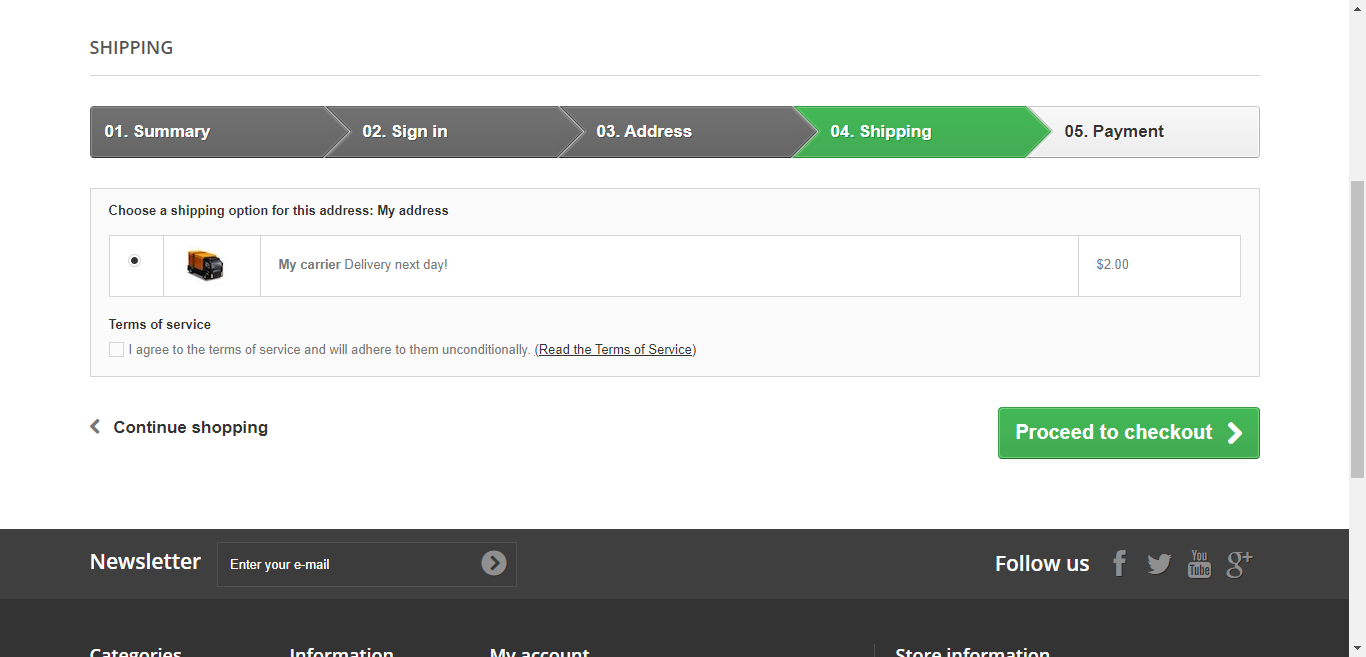 SHIPPING
01. Summary
02. Sign in
03. Address
04. Shipping
05. Payment
Choose a shipping option for this address: My address
My carrier Delivery next day!
$2.00
Terms of service
I agree to the terms of service and will adhere to them unconditionally. (Read the Terms of Service)
Continue shopping
Proceed to checkout
Newsletter
Enter your e-mail
Follow us
You
Tube
g+
Categories
Information
My account
Store information